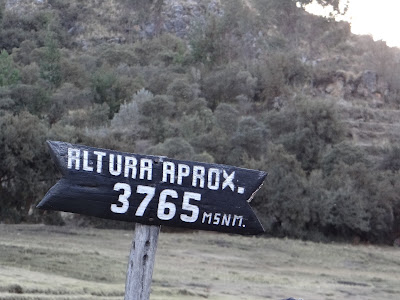 ALTURA APROX.
3765 MSNM.